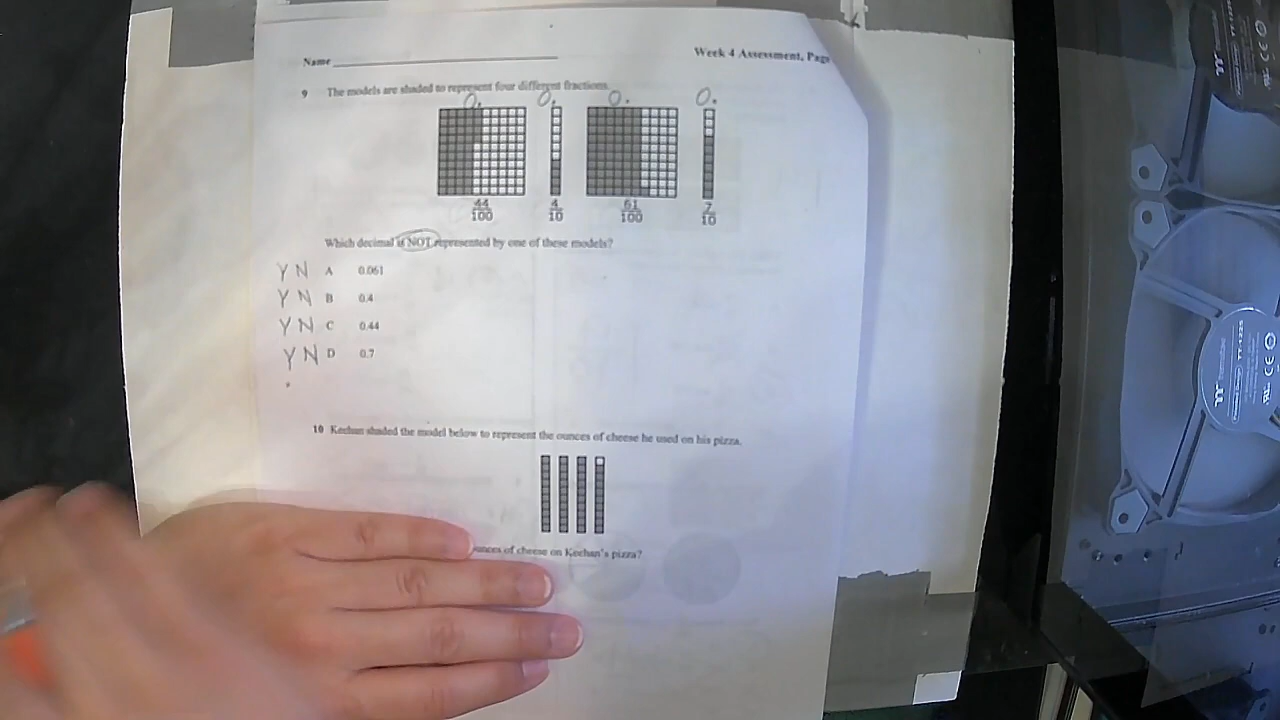 Name
Week 4 Assessment, Page
9 The models are shaded to represent four different fractions.
0. 0. 0. 0.
44/100 4/10 61/100 7/10
Which decimal is NOT represented by one of these models?
Y N A 0.061
Y N B 0.4
Y N C 0.44
Y N D 0.7
10 Keehan shaded the model below to represent the ounces of cheese he used on his pizza.
ounces of cheese on Keehan's pizza?